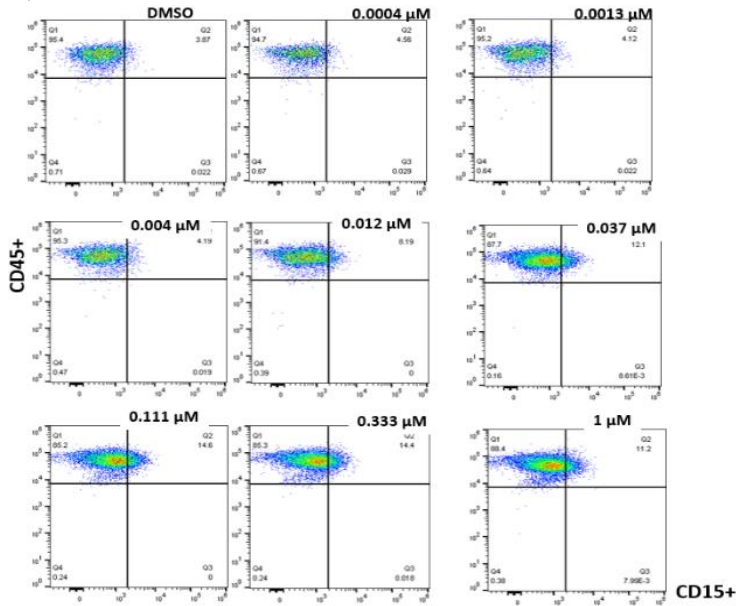 DMSO
0.0004 µM
0.0013 µM
Q1
95.4
Q2
3.87
Q4
0.71
Q3
0.022
Q1
94.7
Q2
4.56
Q4
0.67
Q3
0.029
Q1
95.2
Q2
4.12
Q4
0.64
Q3
0.022
CD45+
0.004 µM
0.012 µM
0.037 µM
Q1
95.3
Q2
4.19
Q4
0.47
Q3
0.019
Q1
91.4
Q2
8.19
Q4
0.39
Q3
0
Q1
87.7
Q2
12.1
Q4
0.16
Q3
8.61E-3
0.111 µM
0.333 µM
1 µM
Q1
85.2
Q2
14.6
Q4
0.24
Q3
0
Q1
85.3
Q2
14.4
Q4
0.24
Q3
0.018
Q1
88.4
Q2
11.2
Q4
0.38
Q3
7.99E-3
CD15+